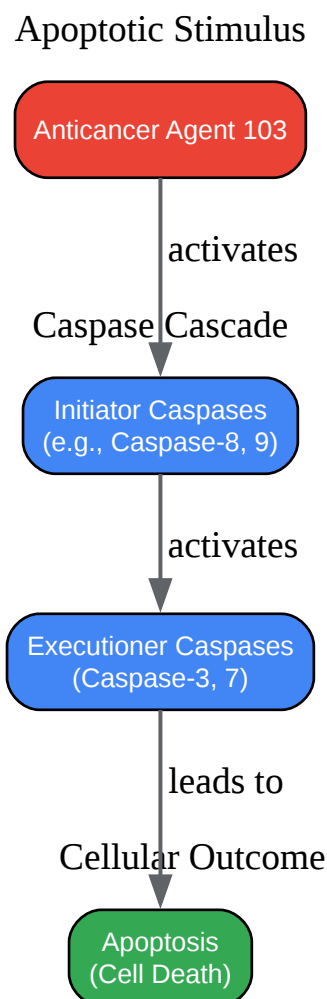 Apoptotic Stimulus
Anticancer Agent 103
activates
Caspase Cascade
Initiator Caspases
(e.g., Caspase-8, 9)
activates
Executioner Caspases
(Caspase-3, 7)
leads to
Cellular Outcome
Apoptosis
(Cell Death)